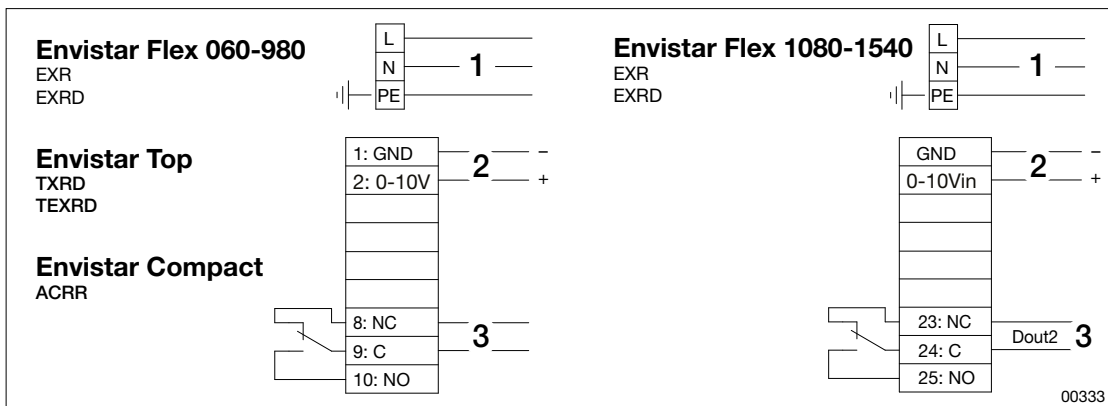 Envistar Flex 060-980
EXR
EXRD
L
N
PE
1
Envistar Top
TXRD
TEXRD
Envistar Compact
ACRR
1: GND
2: 0-10V
2
–
+
8: NC
9: C
10: NO
3
Envistar Flex 1080-1540
EXR
EXRD
L
N
PE
1
GND
0-10Vin
2
–
+
23: NC
24: C
25: NO
Dout2
3
00333